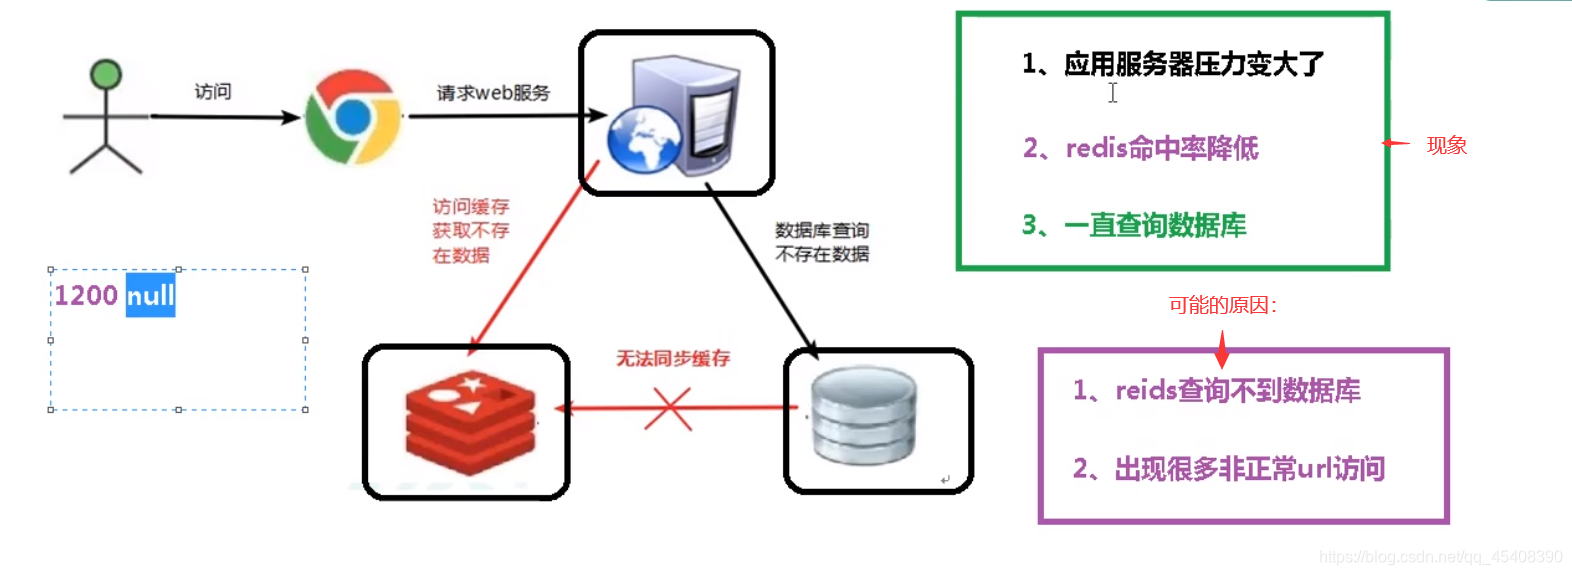 访问
请求web服务
访问缓存
获取不存
在数据
数据库查询
不存在数据
1200 null
无法同步缓存
1、应用服务器压力变大了
2、redis命中率降低
3、一直查询数据库
现象
可能的原因：
1、reids查询不到数据库
2、出现很多非正常url访问
https://blog.csdn.net/qq_45408390